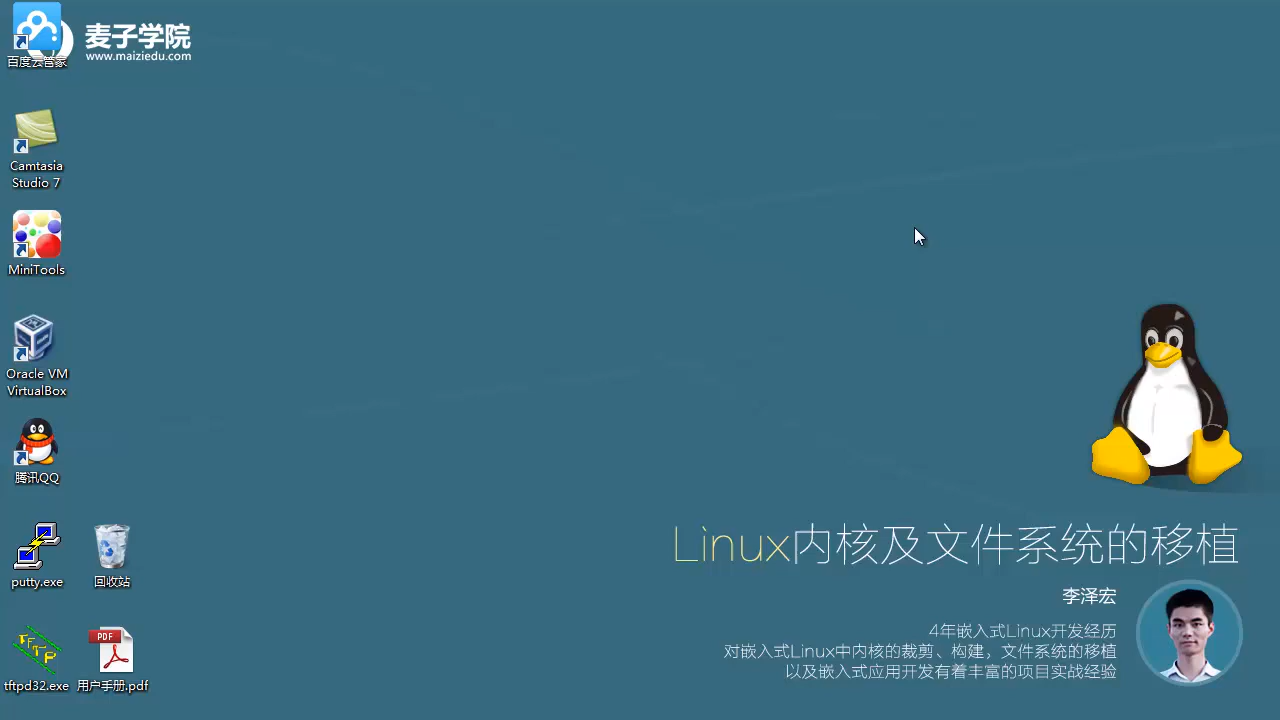 麦子学院
www.maiziedu.com
百度云管家
Camtasia
Studio 7
MiniTools
Oracle VM
VirtualBox
腾讯QQ
putty.exe
回收站
TFTP
tftpd32.exe
PDF
用户手册.pdf
Linux内核及文件系统的移植
李泽宏
4年嵌入式Linux开发经历
对嵌入式Linux中内核的裁剪、构建，文件系统的移植
以及嵌入式应用开发有着丰富的项目实战经验